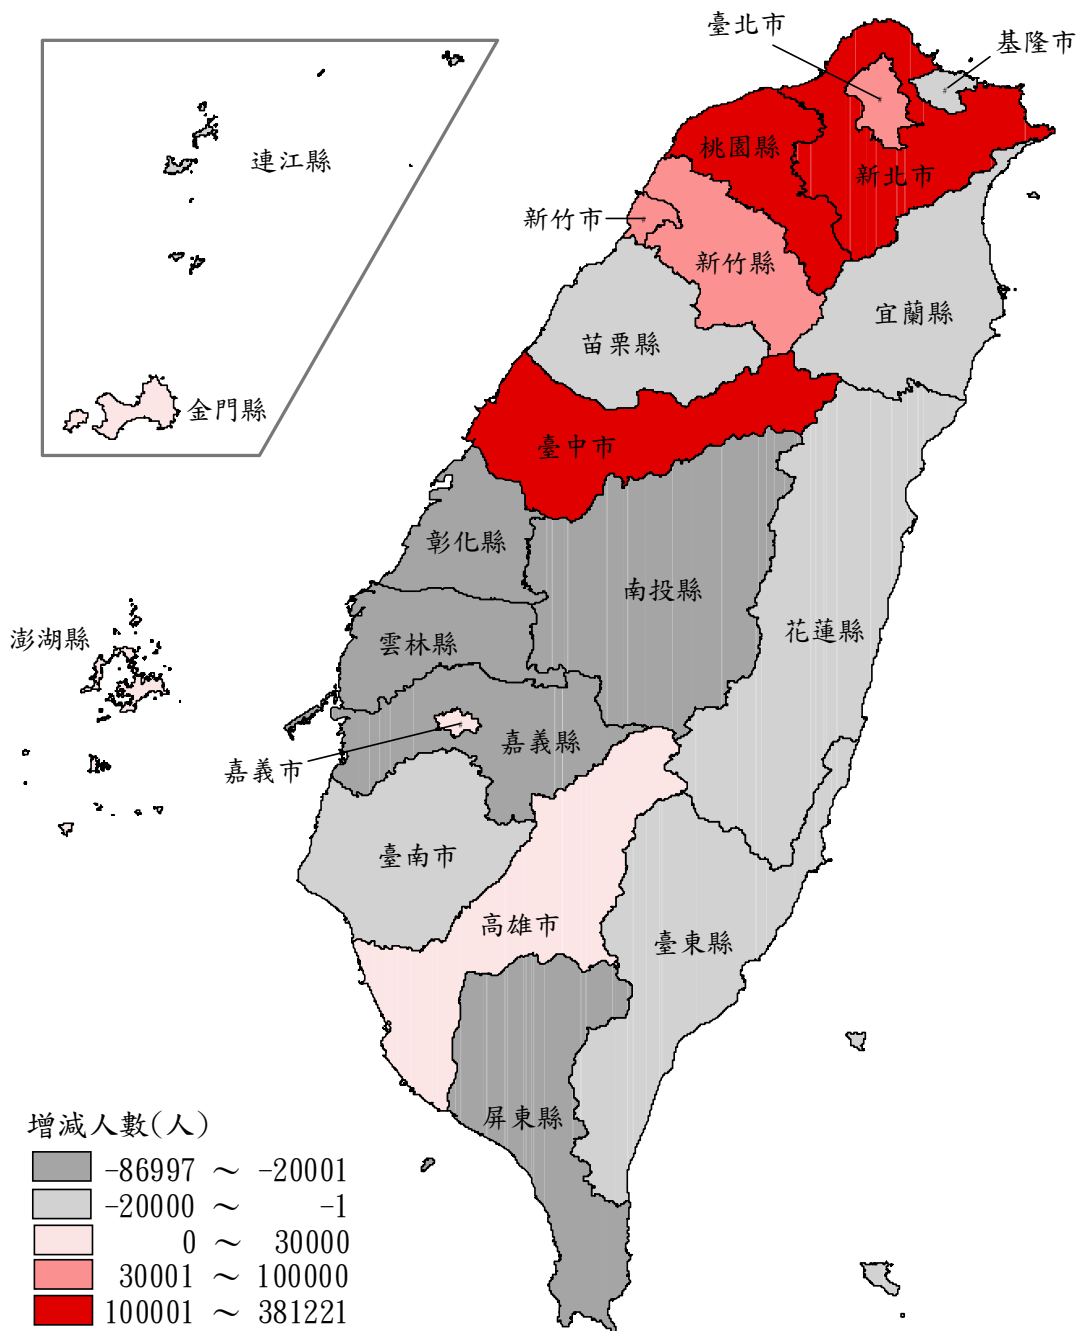 臺北市
基隆市
連江縣
桃園縣
新北市
新竹市
新竹縣
宜蘭縣
苗栗縣
金門縣
臺中市
彰化縣
南投縣
花蓮縣
澎湖縣
雲林縣
嘉義縣
嘉義市
臺南市
高雄市
臺東縣
屏東縣
增減人數(人)
-86997 ～ -20001
-20000 ～ -1
0 ～ 30000
30001 ～ 100000
100001 ～ 381221